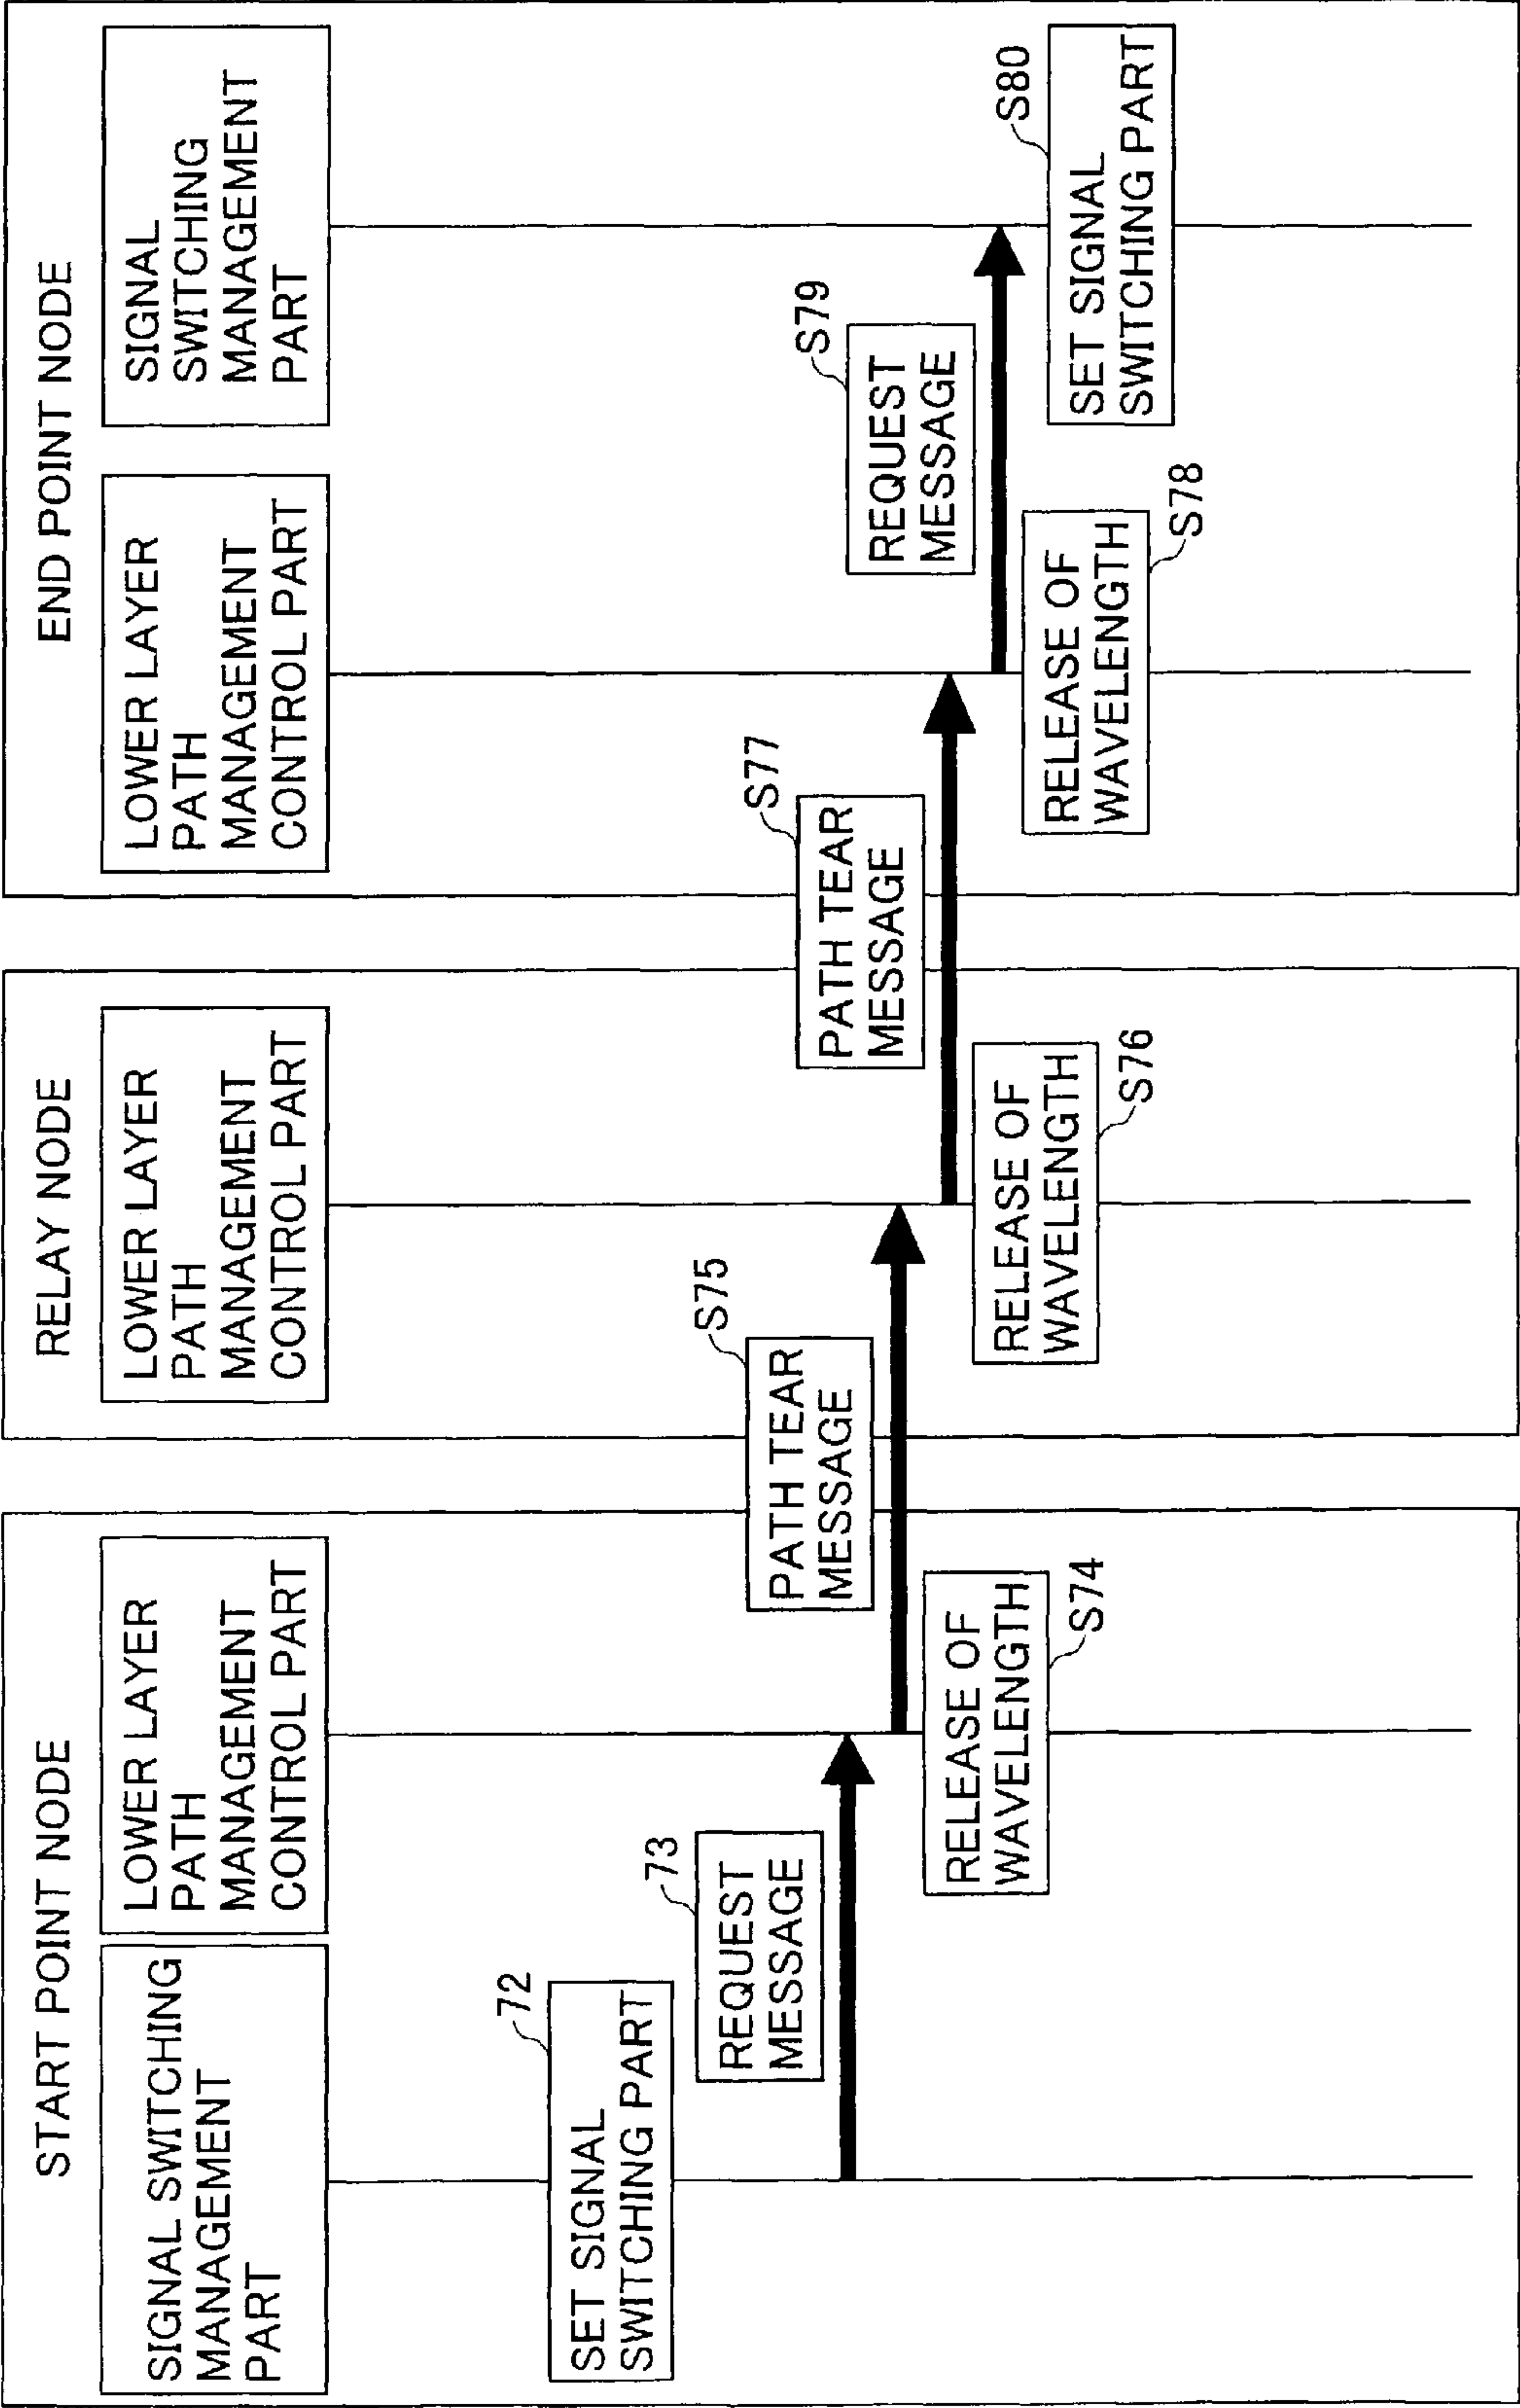 START POINT NODE
SIGNAL SWITCHING
MANAGEMENT
PART
LOWER LAYER
PATH
MANAGEMENT
CONTROL PART
RELAY NODE
LOWER LAYER
PATH
MANAGEMENT
CONTROL PART
END POINT NODE
LOWER LAYER
PATH
MANAGEMENT
CONTROL PART
SIGNAL
SWITCHING
MANAGEMENT
PART
72
SET SIGNAL
SWITCHING PART
73
REQUEST
MESSAGE
RELEASE OF
WAVELENGTH
S74
S75
PATH TEAR
MESSAGE
RELEASE OF
WAVELENGTH
S76
S77
PATH TEAR
MESSAGE
RELEASE OF
WAVELENGTH
S78
S79
REQUEST
MESSAGE
S80
SET SIGNAL
SWITCHING PART